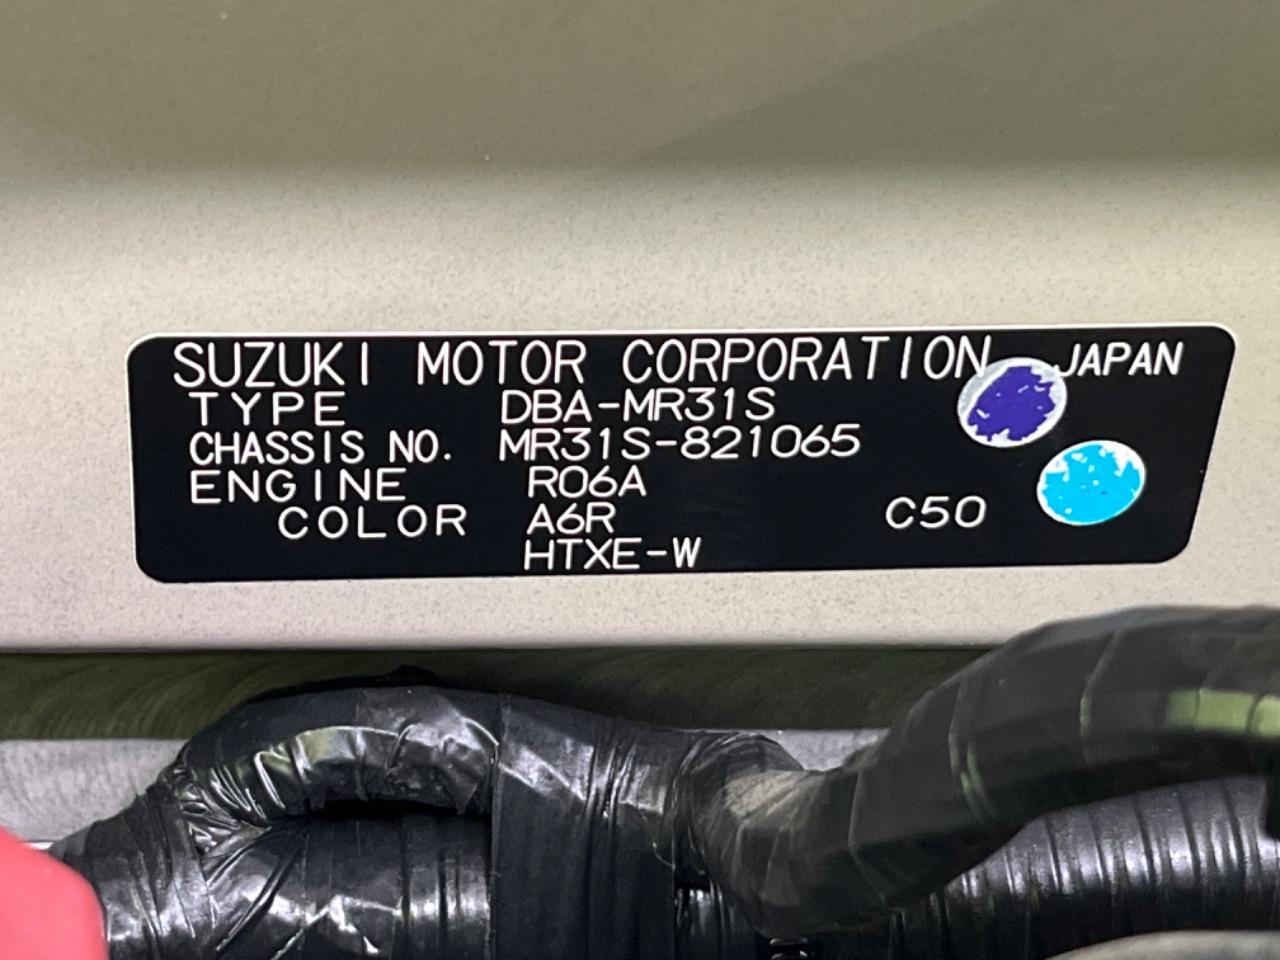 SUZUKI MOTOR CORPORATION JAPAN
TYPE DBA-MR31S
CHASSIS NO. MR31S-821065
ENGINE R06A
COLOR A6R C50
HTXE-W